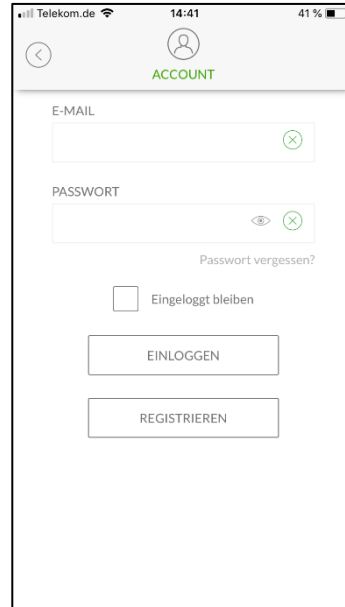 Telekom.de 14:41 41 %
ACCOUNT
E-MAIL
PASSWORT
Passwort vergessen?
Eingeloggt bleiben
EINLOGGEN
REGISTRIEREN